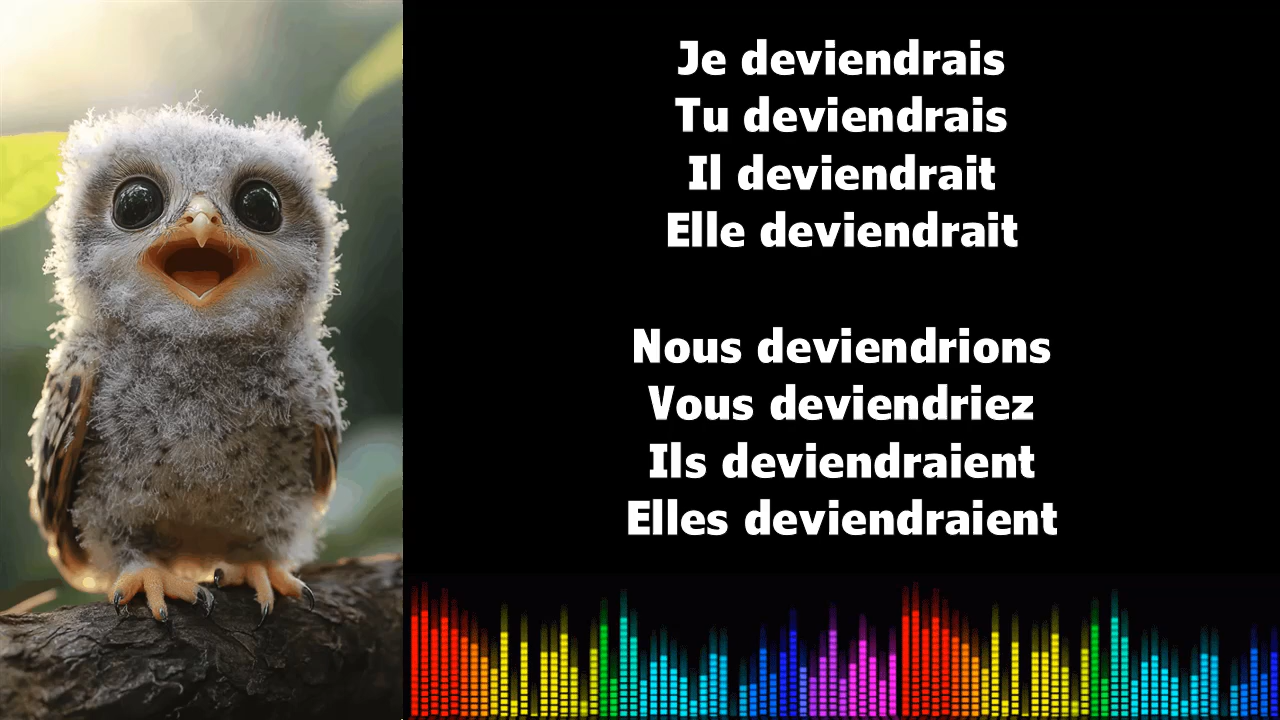 Je deviendrais
Tu deviendrais
Il deviendrait
Elle deviendrait
Nous deviendrions
Vous deviendriez
Ils deviendraient
Elles deviendraient